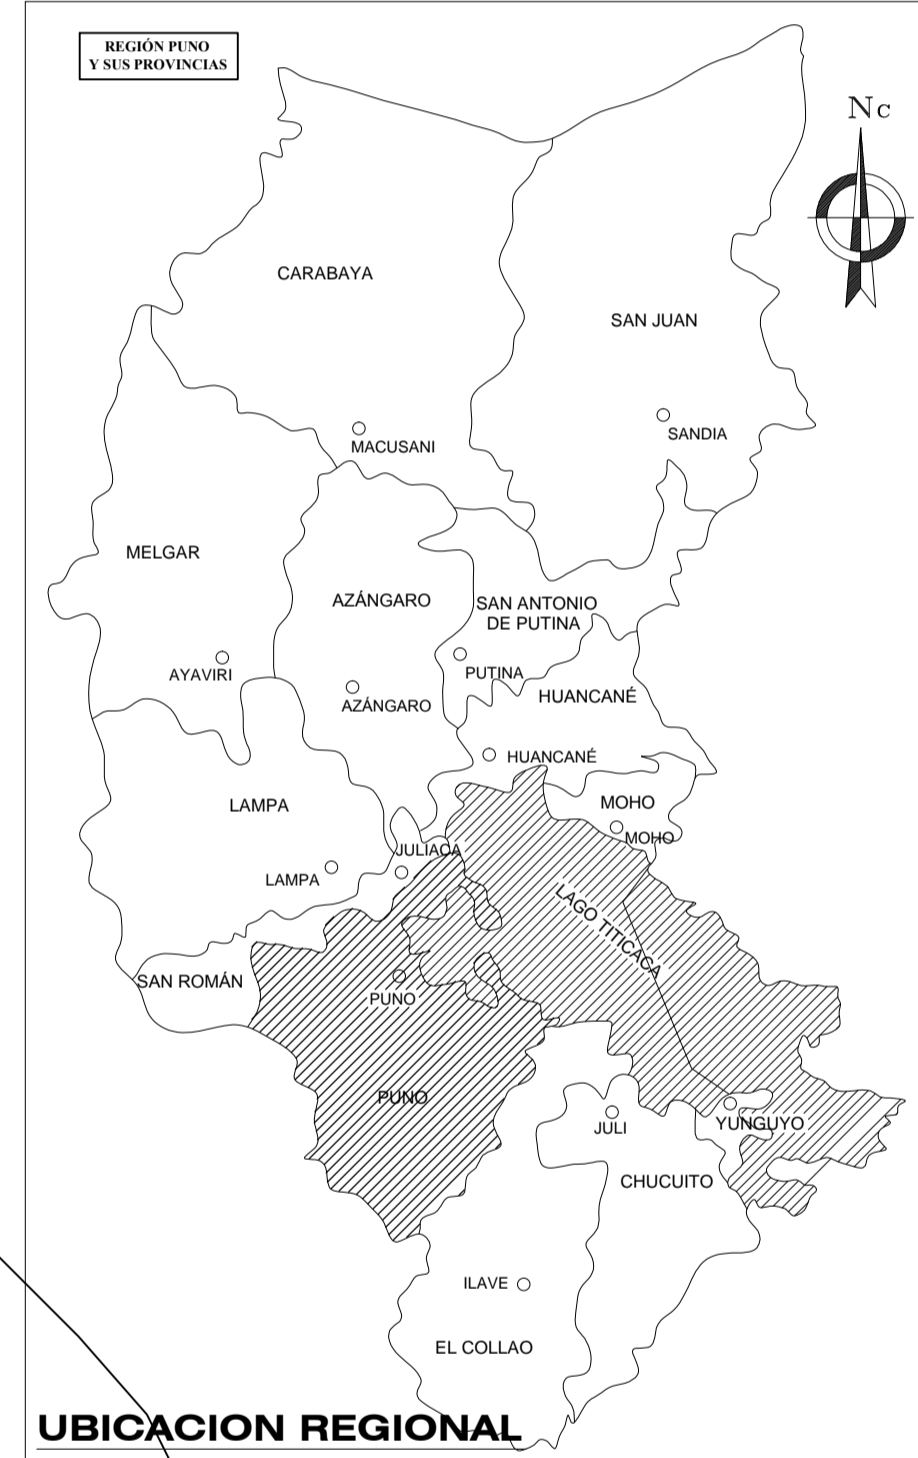 REGIÓN PUNO
Y SUS PROVINCIAS
Nc
CARABAYA
SAN JUAN
MACUSANI
SANDIA
MELGAR
AZÁNGARO
SAN ANTONIO
DE PUTINA
AYAVIRI
PUTINA
AZÁNGARO
HUANCANÉ
HUANCANÉ
LAMPA
MOHO
MOHO
JULIACA
LAMPA
LAGO TITICACA
SAN ROMÁN
PUNO
PUNO
JULI
YUNGUYO
CHUCUITO
ILAVE
EL COLLAO
UBICACION REGIONAL